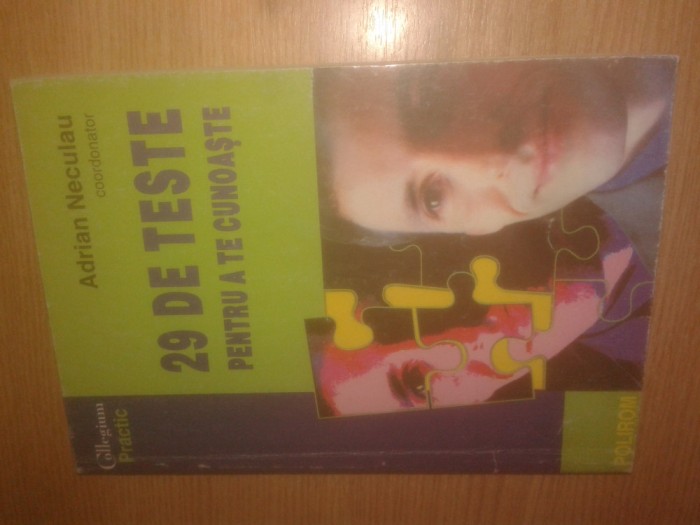 Adrian Neculau
coordonator
29 DE TESTE
PENTRU A TE CUNOAȘTE
Collegium
Practic
POLIROM